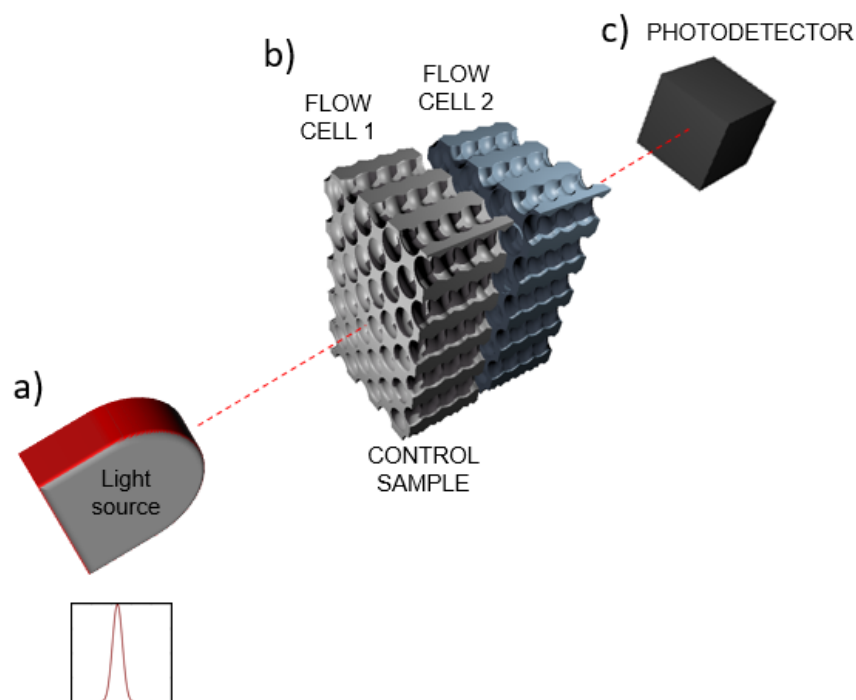 c) PHOTODETECTOR
b)
FLOW
CELL 1
FLOW
CELL 2
a)
Light
source
CONTROL
SAMPLE